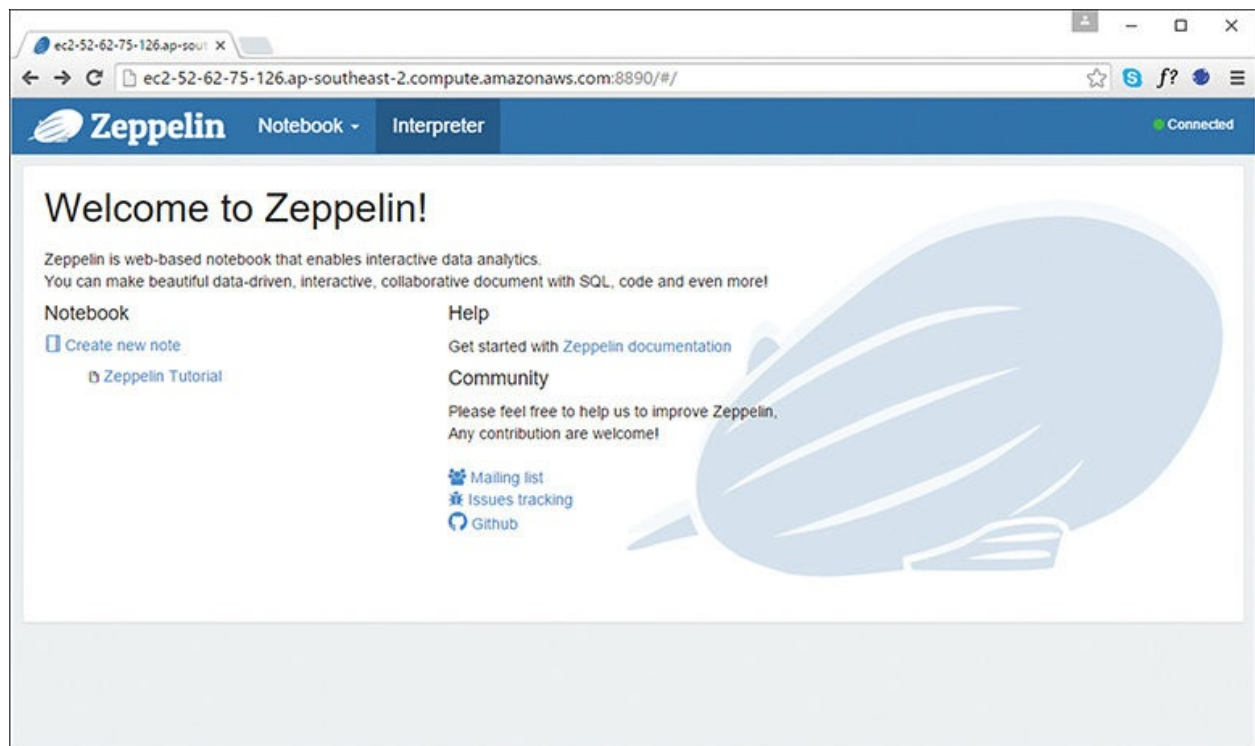 ec2-52-62-75-126.ap-sout
ec2-52-62-75-126.ap-southeast-2.compute.amazonaws.com:8890/#/
f?
Zeppelin Notebook Interpreter Connected
Welcome to Zeppelin!
Zeppelin is web-based notebook that enables interactive data analytics.
You can make beautiful data-driven, interactive, collaborative document with SQL, code and even more!
Notebook
Create new note
Zeppelin Tutorial
Help
Get started with Zeppelin documentation
Community
Please feel free to help us to improve Zeppelin,
Any contribution are welcome!
Mailing list
Issues tracking
Github